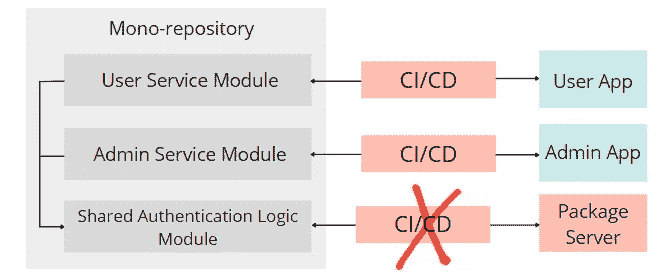 Mono-repository
User Service Module
CI/CD
User App
Admin Service Module
CI/CD
Admin App
Shared Authentication Logic
Module
CI/CD
Package
Server